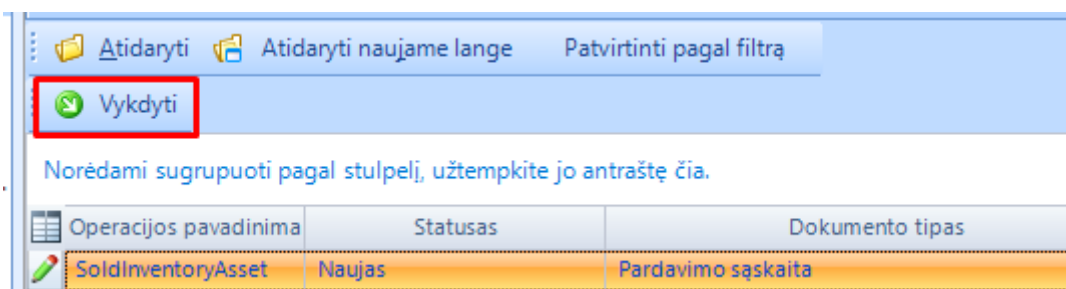 Atidaryti Atidaryti naujame lange Patvirtinti pagal filtrą
Vykdyti
Norėdami sugrupuoti pagal stulpelį, užtempkite jo antraštę čia.
Operacijos pavadinima Statusas Dokumento tipas
SoldInventoryAsset Naujas Pardavimo sąskaita